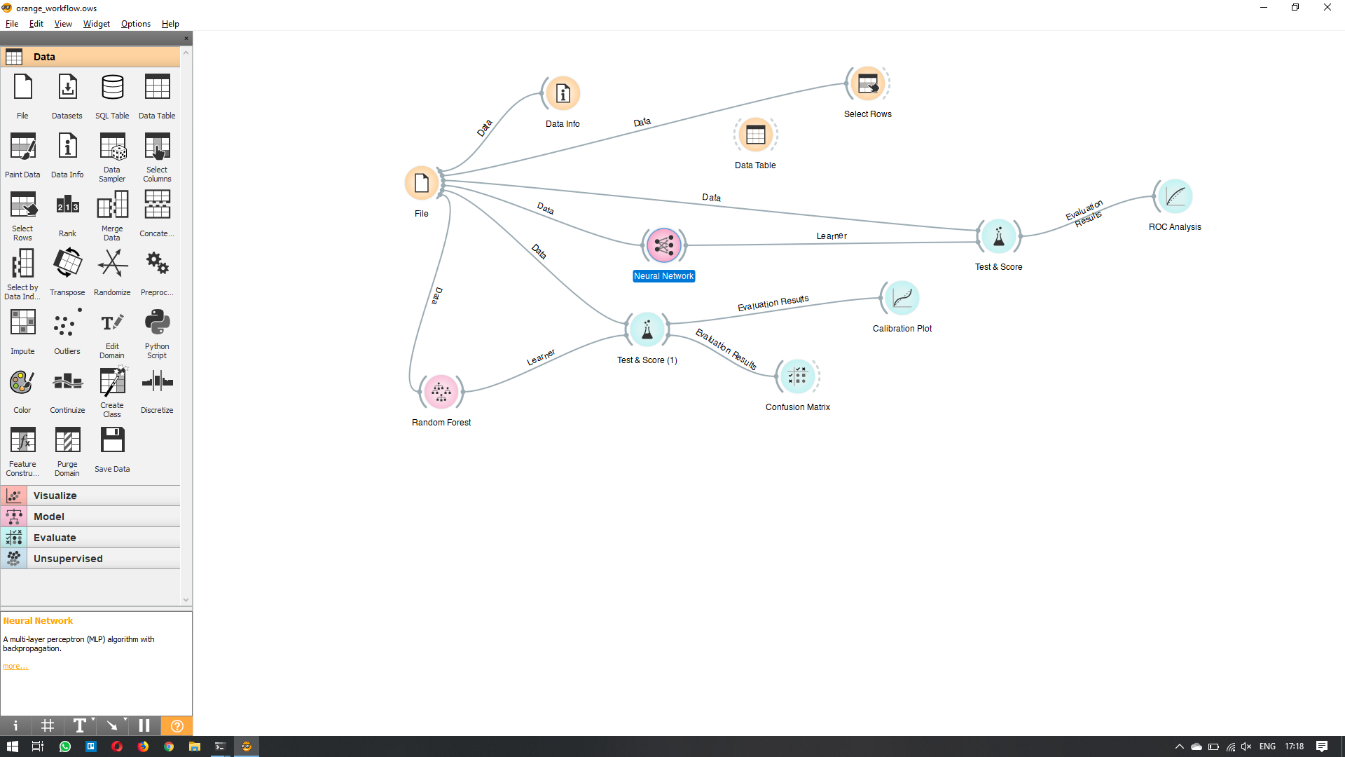 orange_workflow.ows
File Edit View Widget Options Help
Data
File
Datasets
SQL Table
Data Table
Paint Data
Data Info
Data
Sampler
Select
Columns
Select
Rows
Rank
Merge
Data
Concate...
Select by
Data Ind...
Transpose
Randomize
Preproc...
Impute
Outliers
Edit
Domain
Python
Script
Color
Continuize
Create
Class
Discretize
Feature
Constru...
Purge
Domain
Save Data
Visualize
Model
Evaluate
Unsupervised
Neural Network
A multi-layer perceptron (MLP) algorithm with
backpropagation.
more...
Data Info
Select Rows
Data Table
File
Data
Data
Data
Data
Data
Data
Neural Network
Learner
Test & Score
Evaluation
Results
ROC Analysis
Evaluation Results
Calibration Plot
Test & Score (1)
Evaluation Results
Confusion Matrix
Learner
Random Forest
ENG 17:18